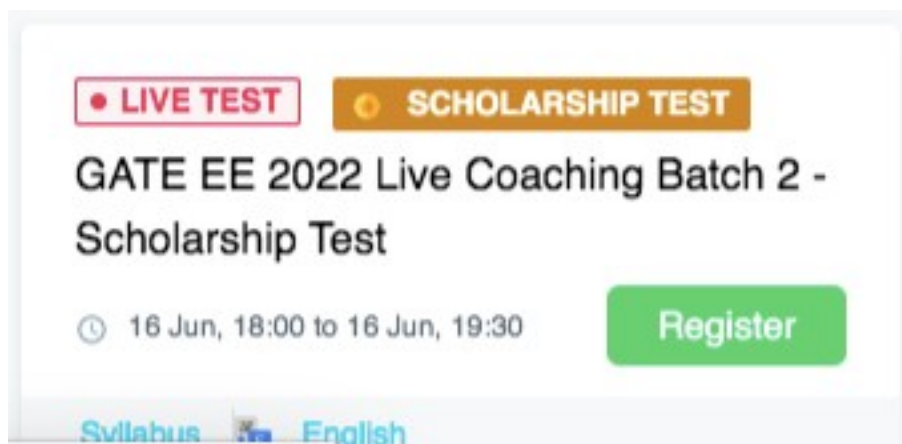 LIVE TEST SCHOLARSHIP TEST
GATE EE 2022 Live Coaching Batch 2 -
Scholarship Test
16 Jun, 18:00 to 16 Jun, 19:30 Register
Syllabus English